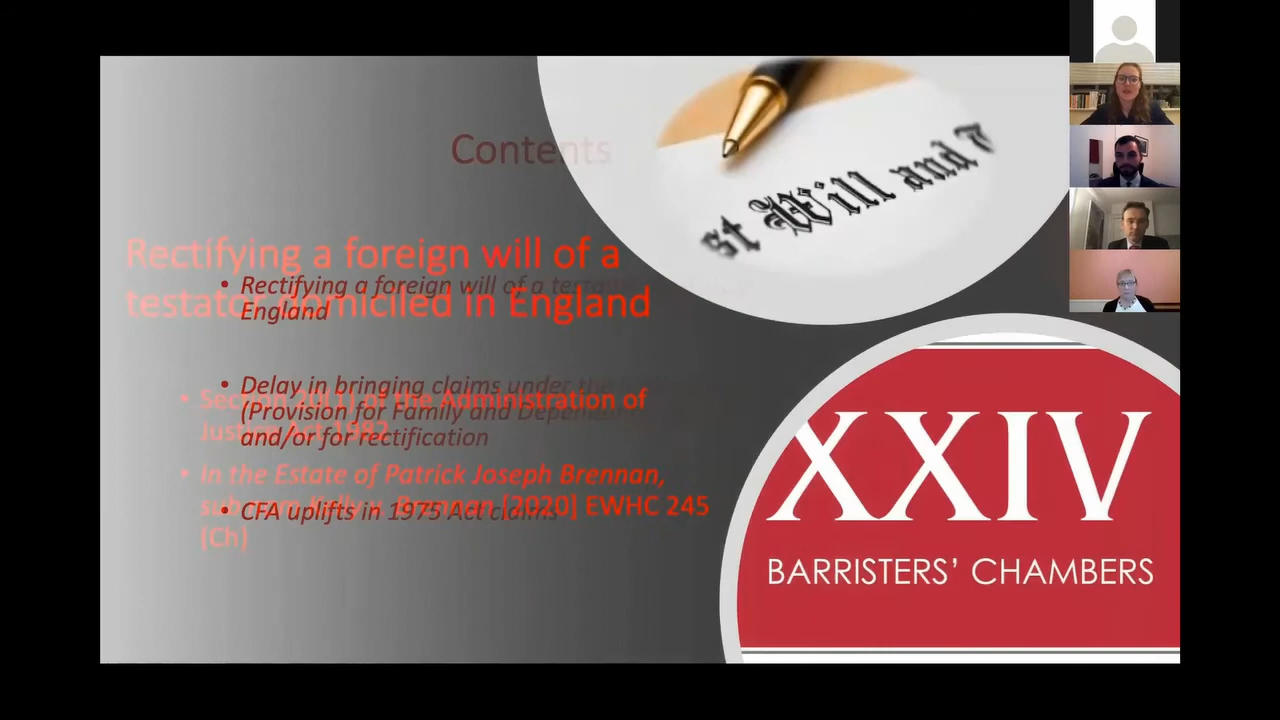 Contents
Rectifying a foreign will of a
testator domiciled in England
• Rectifying a foreign will of a
England
• Delay in bringing claims under the
(Provision for Family and
and/or for rectification
• Section 20(1) of the Administration of
Justice Act 1982
• In the Estate of Patrick Joseph Brennan,
Brennan [2020] EWHC 245
(Ch)
• CFA uplifts in 1975 Act claims
st Will and T
XXIV
BARRISTERS' CHAMBERS